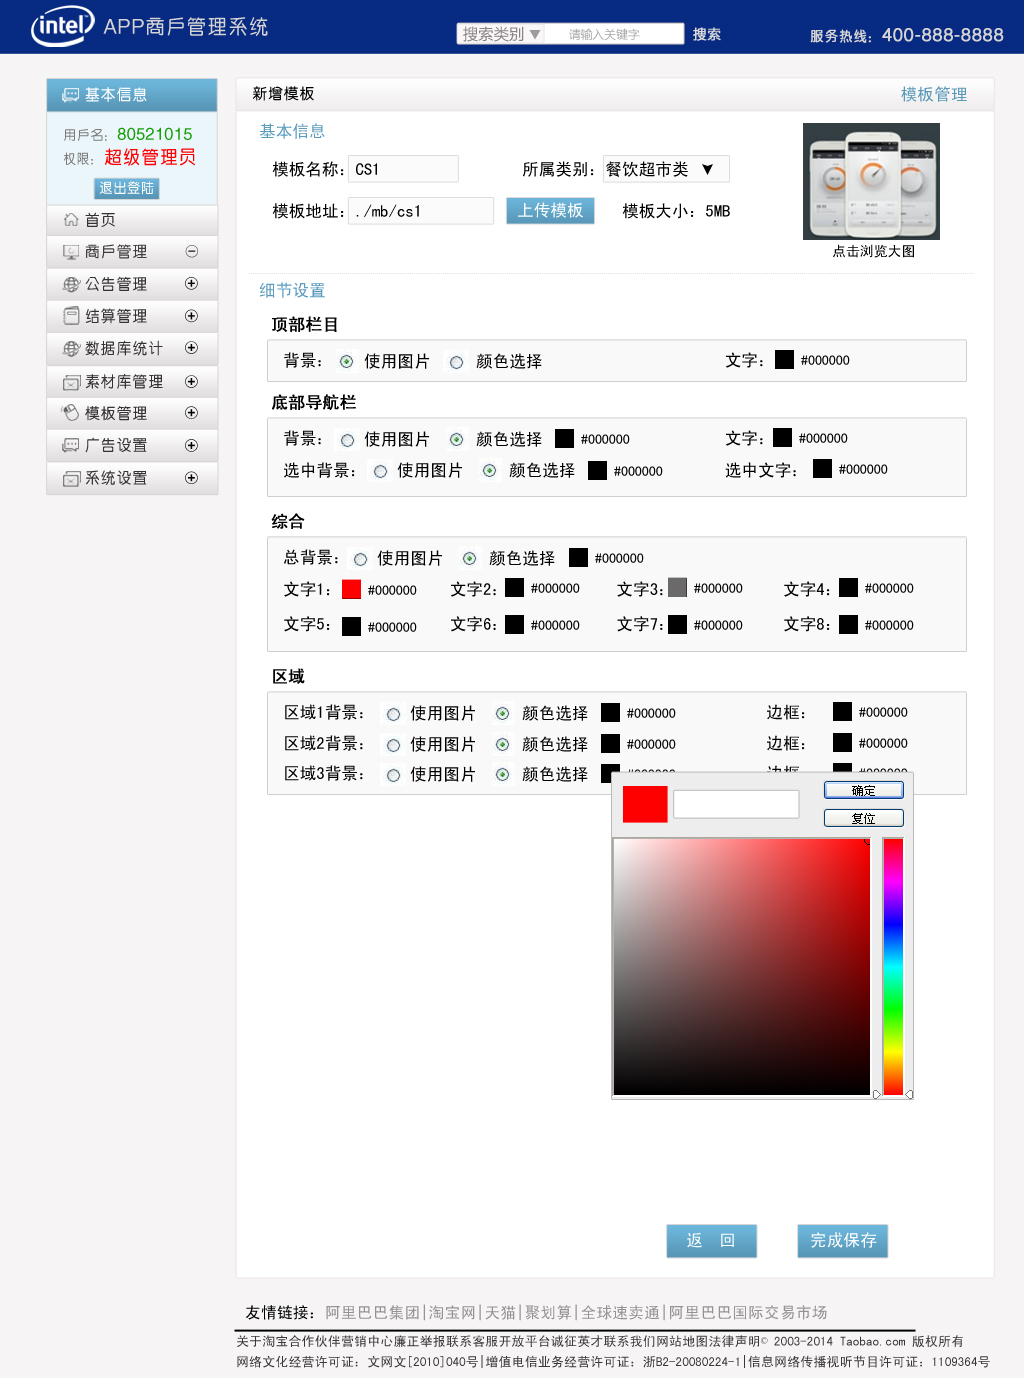 intel APP商戶管理系统 搜索类别 ▼ 请输入关键字 搜索 服务热线：400-888-8888
基本信息
用戶名：80521015
权限：超级管理员
退出登陆
首页
商戶管理
公告管理
结算管理
数据库统计
素材库管理
模板管理
广告设置
系统设置
新增模板 模板管理
基本信息
模板名称：CS1 所属类别：餐饮超市类 ▼
模板地址：./mb/cs1 上传模板 模板大小：5MB
点击浏览大图
细节设置
顶部栏目
背景： 使用图片 颜色选择 文字： #000000
底部导航栏
背景： 使用图片 颜色选择 #000000 文字： #000000
选中背景： 使用图片 颜色选择 #000000 选中文字： #000000
综合
总背景： 使用图片 颜色选择 #000000
文字1： #000000 文字2： #000000 文字3： #000000 文字4： #000000
文字5： #000000 文字6： #000000 文字7： #000000 文字8： #000000
区域
区域1背景： 使用图片 颜色选择 #000000 边框： #000000
区域2背景： 使用图片 颜色选择 #000000 边框： #000000
区域3背景： 使用图片 颜色选择 #000000 边框 #000000
确定
复位
返 回 完成保存
友情链接：阿里巴巴集团|淘宝网|天猫|聚划算|全球速卖通|阿里巴巴国际交易市场
关于淘宝合作伙伴营销中心廉正举报联系客服开放平台诚征英才联系我们网站地图法律声明© 2003-2014 Taobao.com 版权所有
网络文化经营许可证：文网文[2010]040号|增值电信业务经营许可证：浙B2-20080224-1|信息网络传播视听节目许可证：1109364号